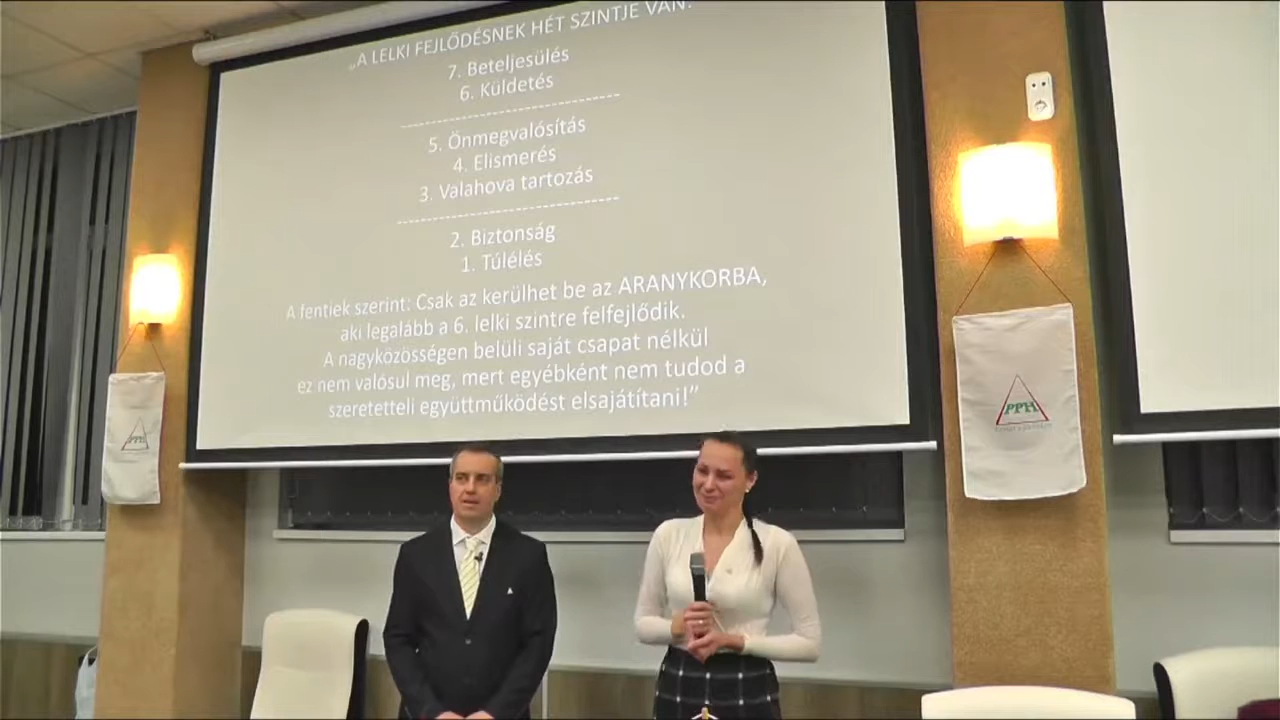 „A LELKI FEJLŐDÉSNEK HÉT SZINTJE VAN:
7. Beteljesülés
6. Küldetés
------------------------------
5. Önmegvalósítás
4. Elismerés
3. Valahova tartozás
------------------------------
2. Biztonság
1. Túlélés
A fentiek szerint: Csak az kerülhet be az ARANYKORBA,
aki legalább a 6. lelki szintre felfejlődik.
A nagyközösségen belüli saját csapat nélkül
ez nem valósul meg, mert egyébként nem tudod a
szeretetteli együttműködést elsajátítani!”
PPH
PPH